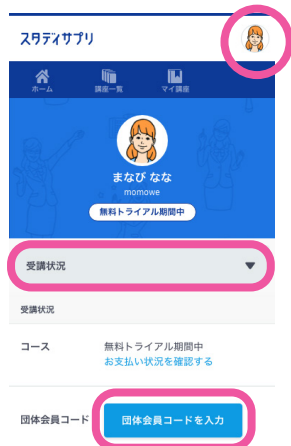 スタディサプリ
ホーム
講座一覧
マイ講座
まなび なな
momowe
無料トライアル期間中
受講状況
受講状況
コース
無料トライアル期間中
お支払い状況を確認する
団体会員コード
団体会員コードを入力